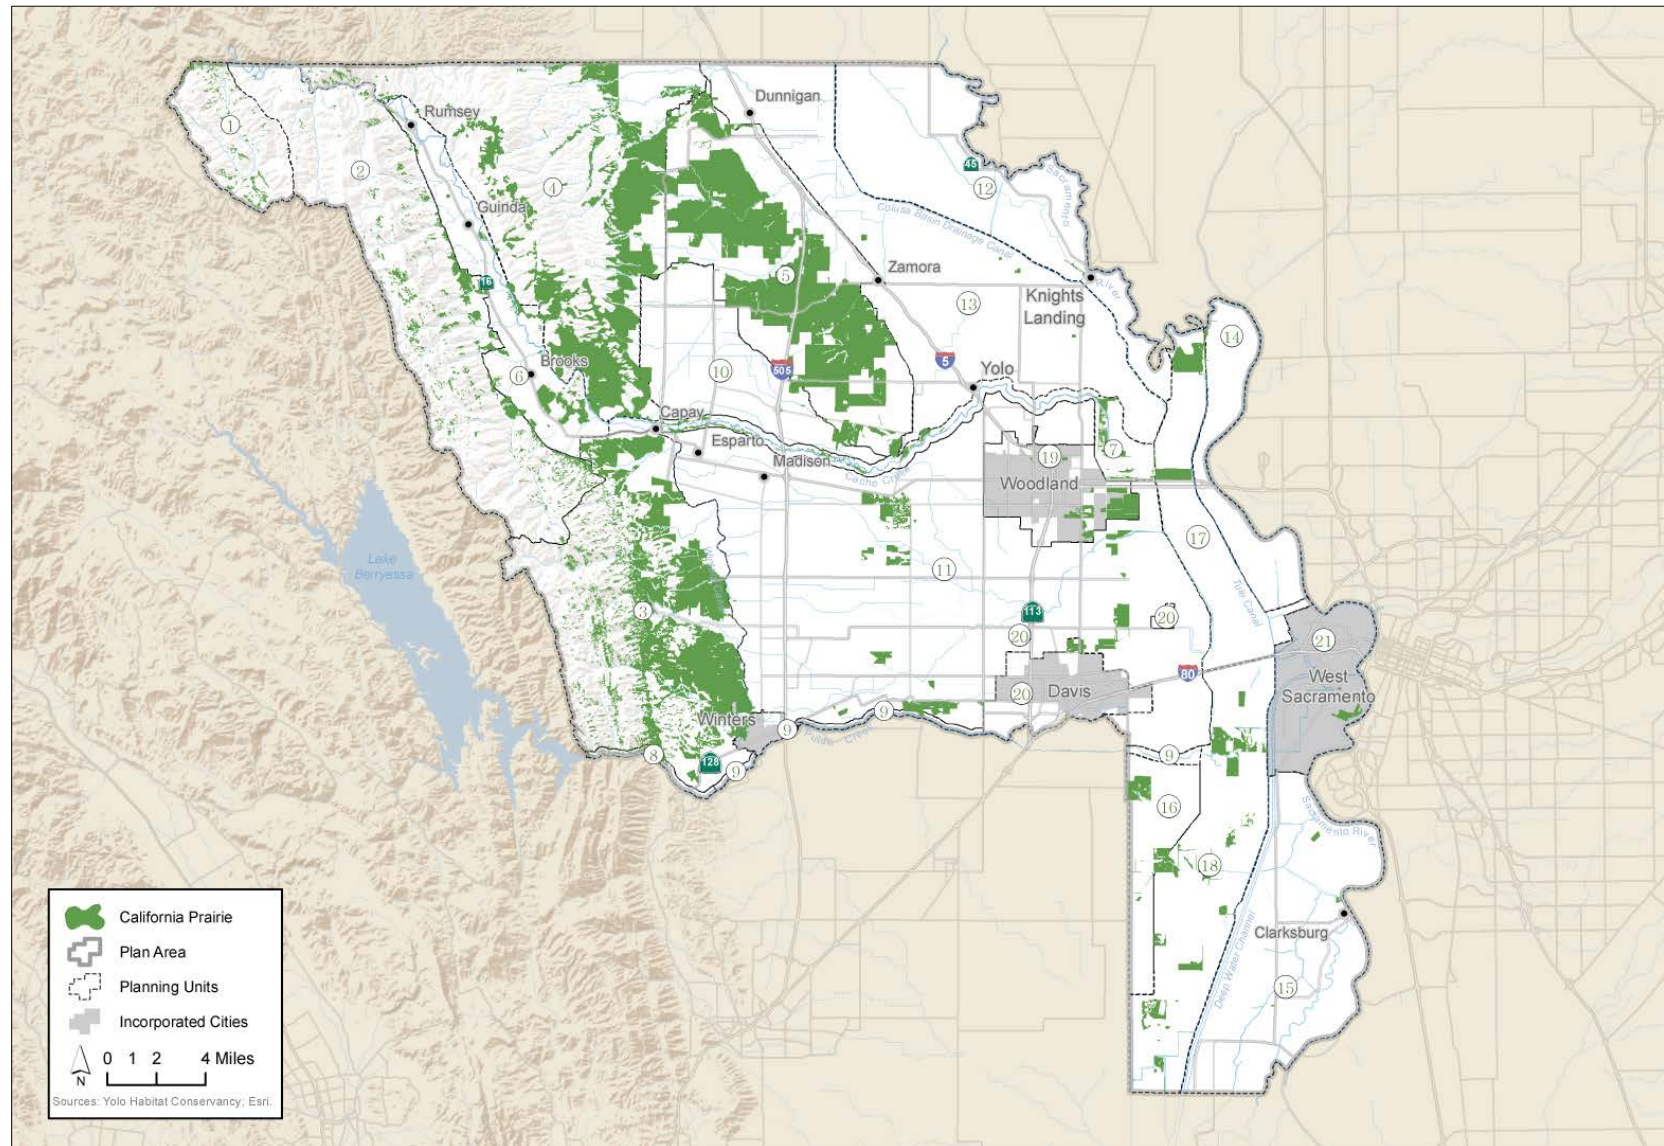 Dunnigan
Rumsey
1
45
2
12
4
Sacramento
River
Guinda
Colusa Basin Drainage Canal
Zamora
16
5
13
Knights
Landing
14
5
505
Brooks
6
10
Yolo
Capay
Esparto
Madison
Cache Creek
19
7
Woodland
17
Lake
Berryessa
11
Tule Canal
3
113
20
20
21
80
West
Sacramento
20
Davis
Winters
9
9
Putah Creek
8
128
9
9
16
Sacramento River
18
Clarksburg
Deep Water Channel
15
California Prairie
Plan Area
Planning Units
Incorporated Cities
N
0 1 2 4 Miles
Sources: Yolo Habitat Conservancy; Esri.